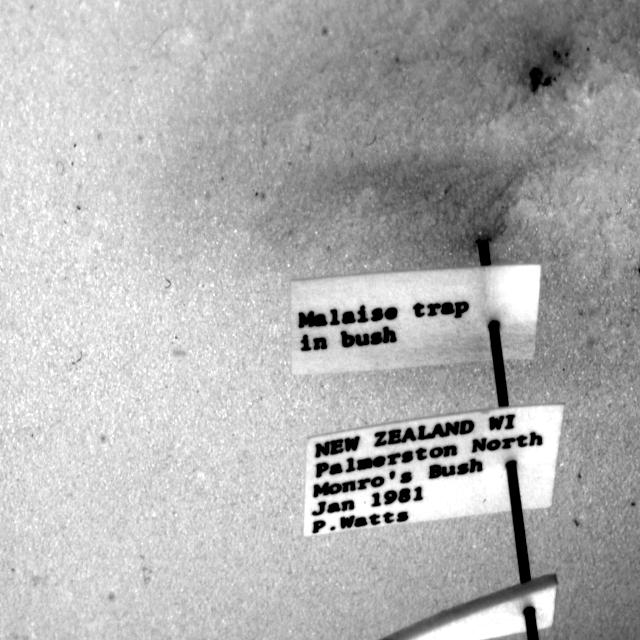 Malaise trap
in bush
NEW ZEALAND WI
Palmerston North
Monro's Bush
Jan 1981
P.Watts